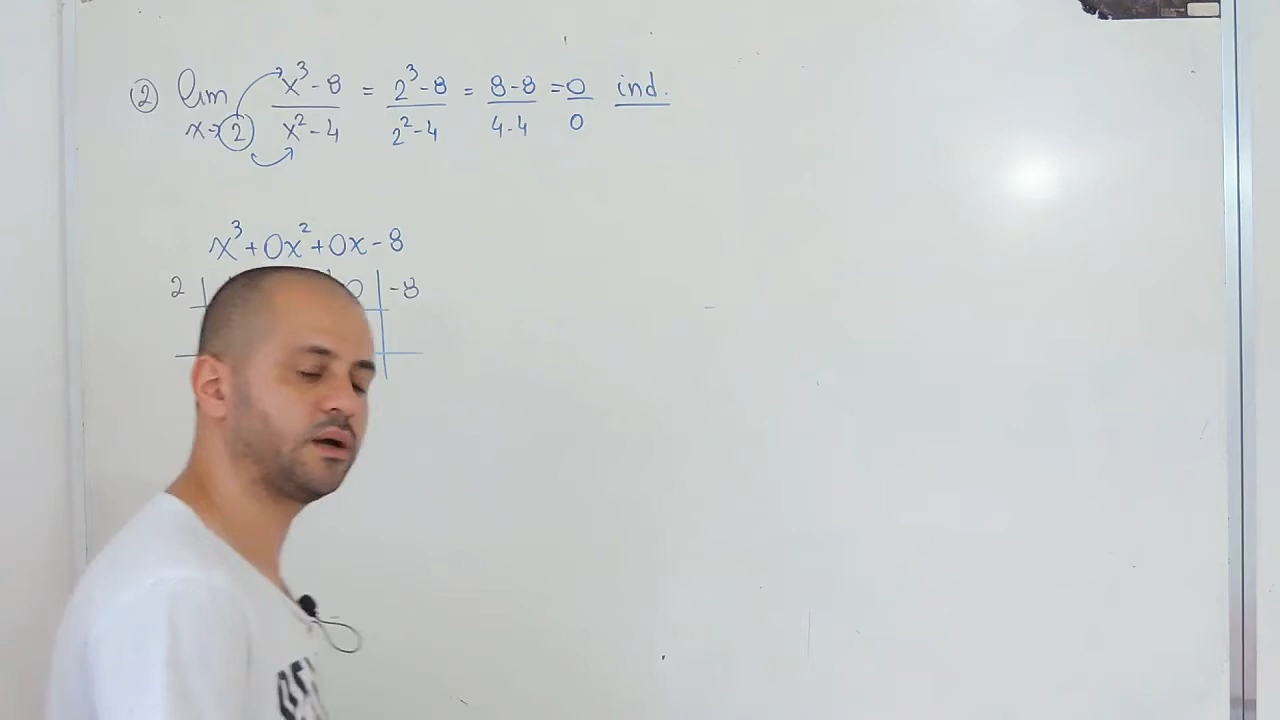 ② lim x→2 x³-8/x²-4 = 2³-8/2²-4 = 8-8/4-4 = 0/0 ind.
x³+0x²+0x-8
2 0 -8